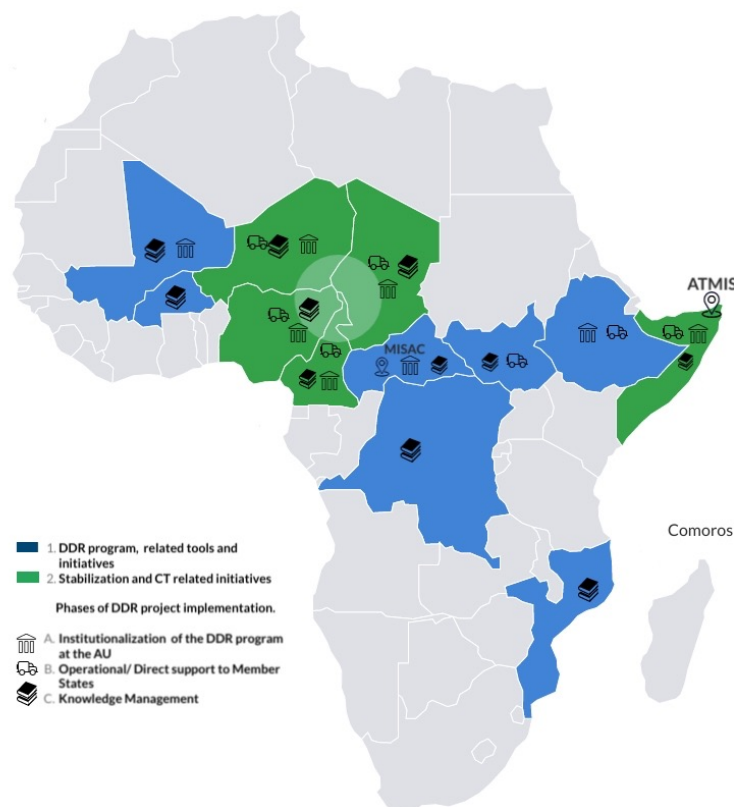 ATMIS
MISAC
Comoros
1. DDR program, related tools and
initiatives
2. Stabilization and CT related initiatives
Phases of DDR project implementation.
A. Institutionalization of the DDR program
at the AU
B. Operational/ Direct support to Member
States
C. Knowledge Management